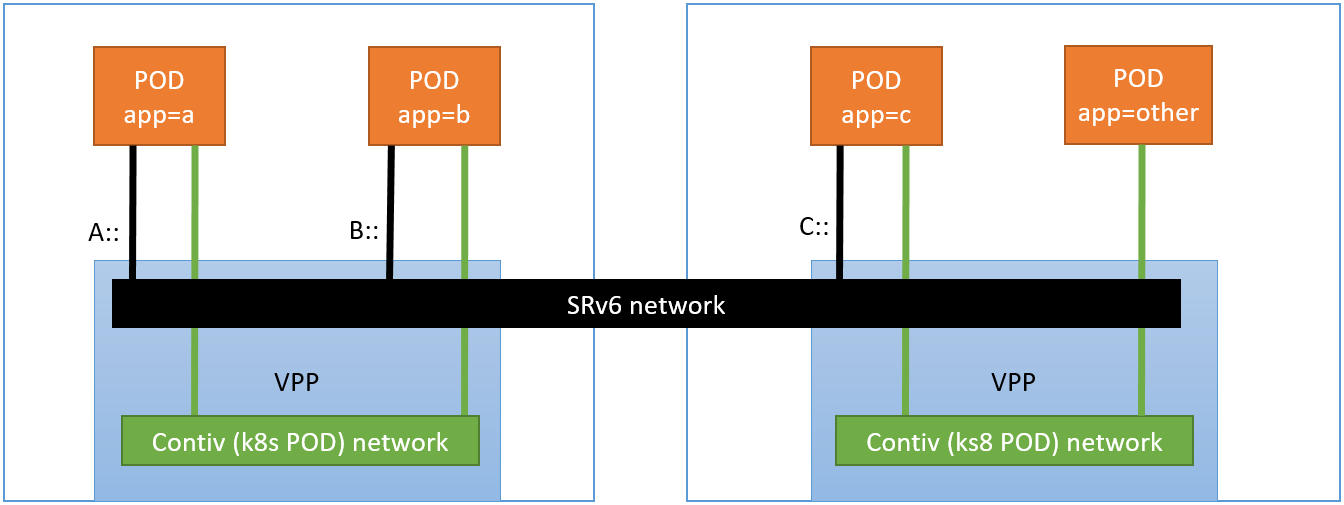 POD
app=a
POD
app=b
POD
app=c
POD
app=other
A::
B::
C::
SRv6 network
VPP
VPP
Contiv (k8s POD) network
Contiv (ks8 POD) network